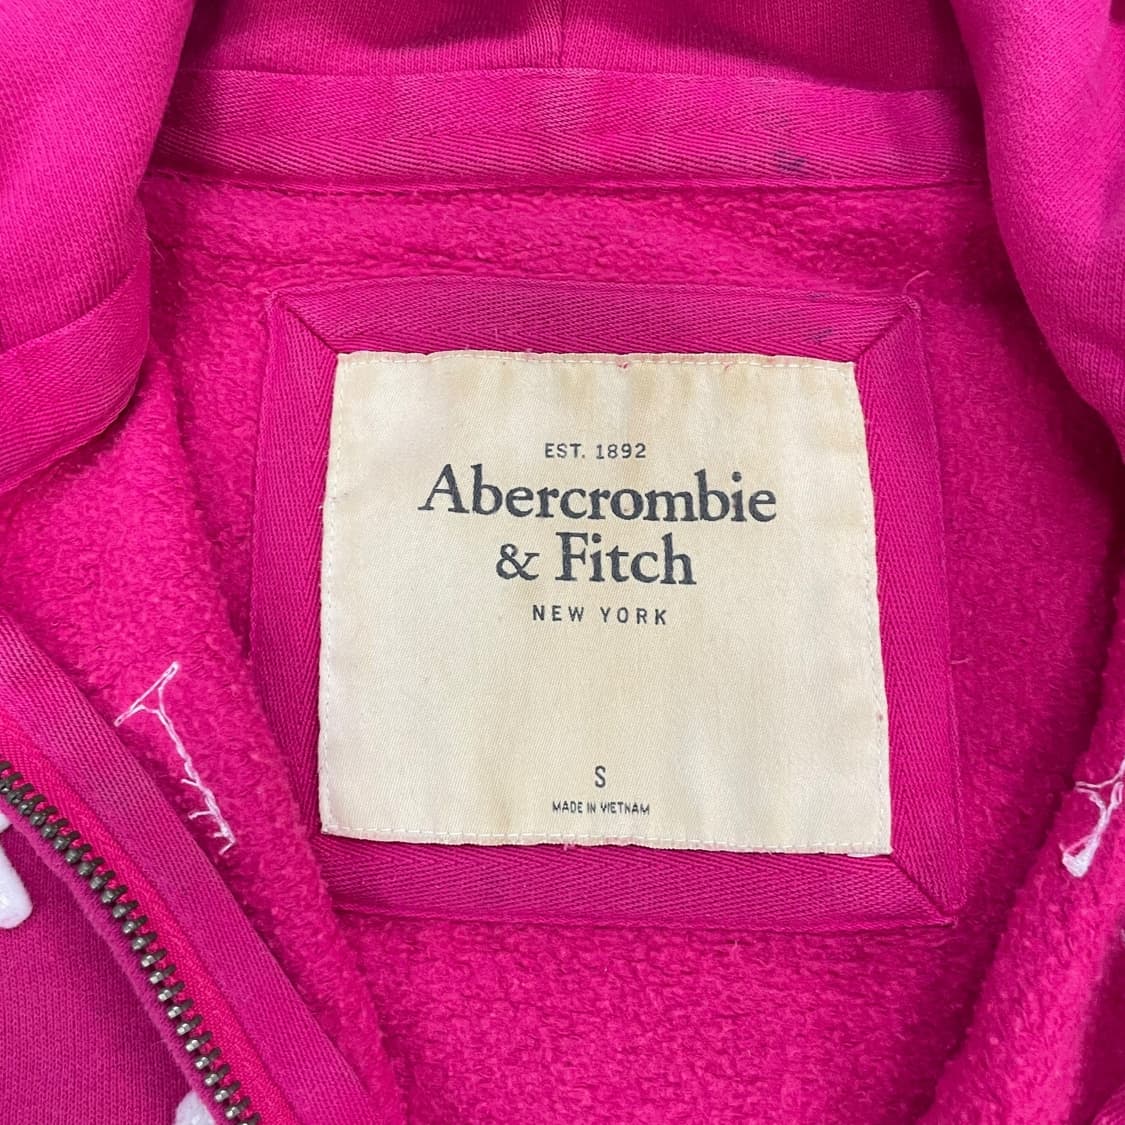 EST. 1892
Abercrombie
& Fitch
NEW YORK
S
MADE IN VIETNAM